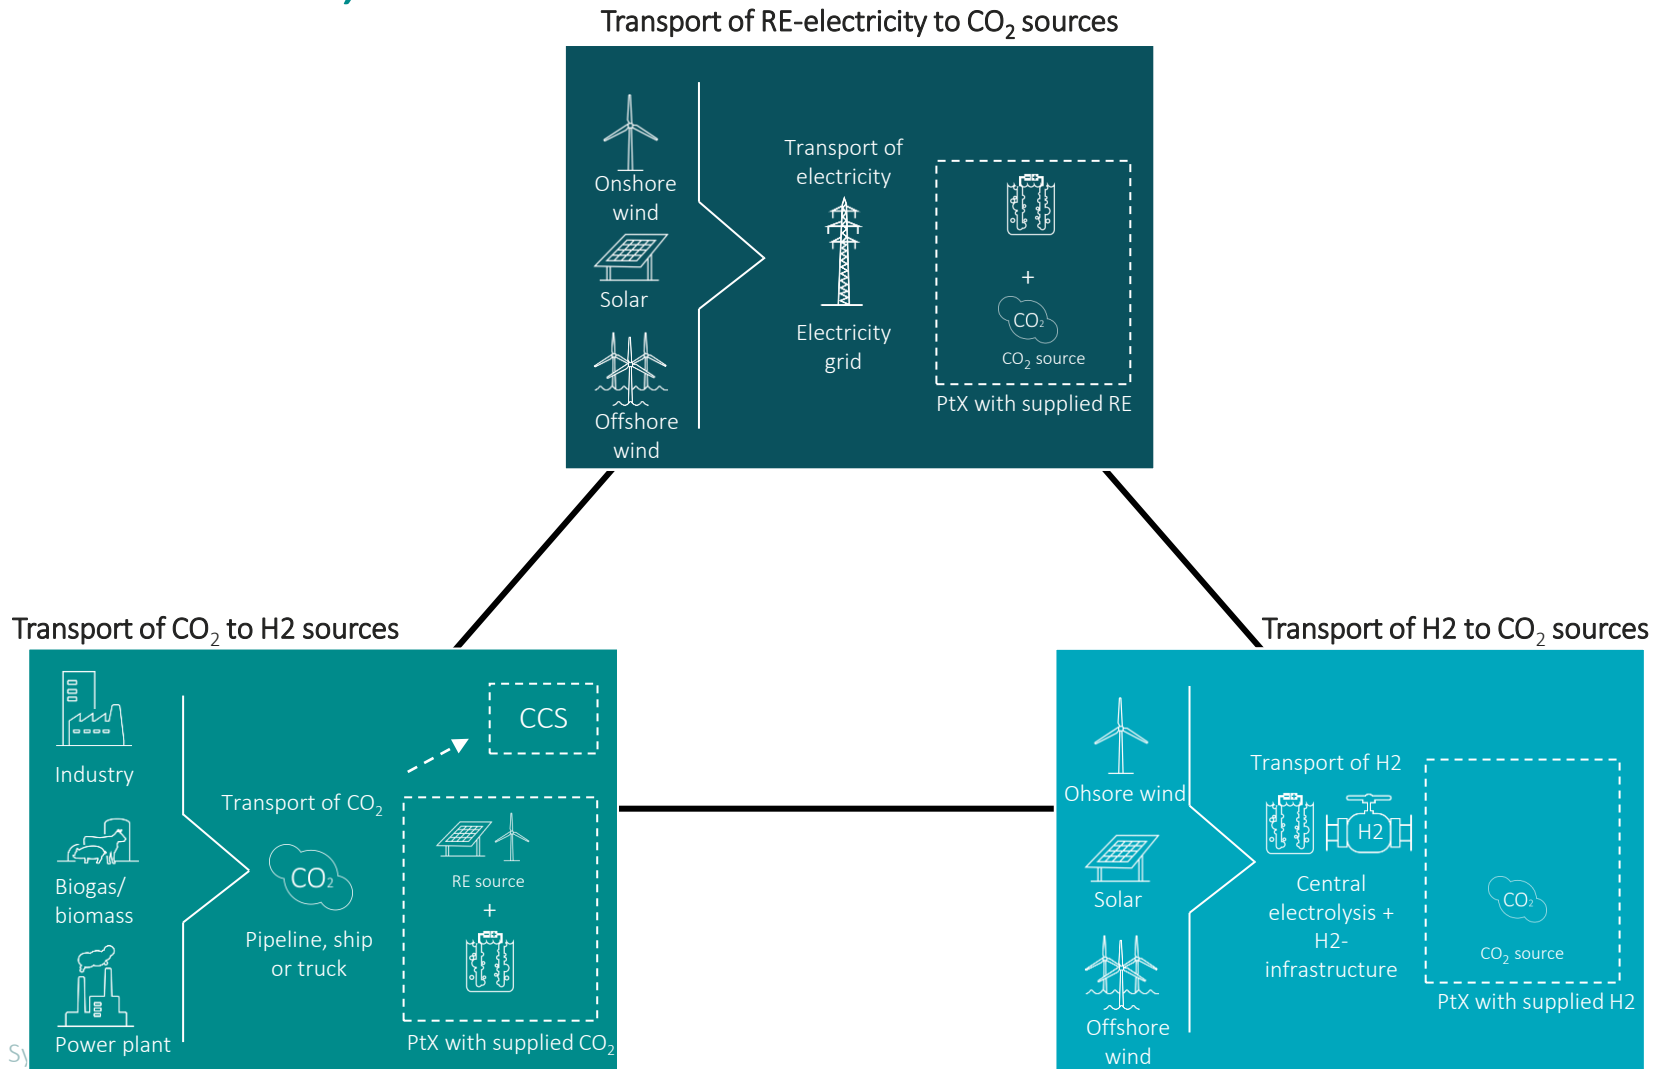 Transport of RE-electricity to CO₂ sources
Onshore
wind
Solar
Offshore
wind
Transport of
electricity
Electricity
grid
+
CO₂
CO₂ source
PtX with supplied RE
Transport of CO₂ to H2 sources
Industry
Biogas/
biomass
Power plant
Transport of CO₂
CO₂
Pipeline, ship
or truck
CCS
RE source
+
PtX with supplied CO₂
Transport of H2 to CO₂ sources
Ohsore wind
Solar
Offshore
wind
Transport of H2
H2
Central
electrolysis +
H2-
infrastructure
CO₂
CO₂ source
PtX with supplied H2